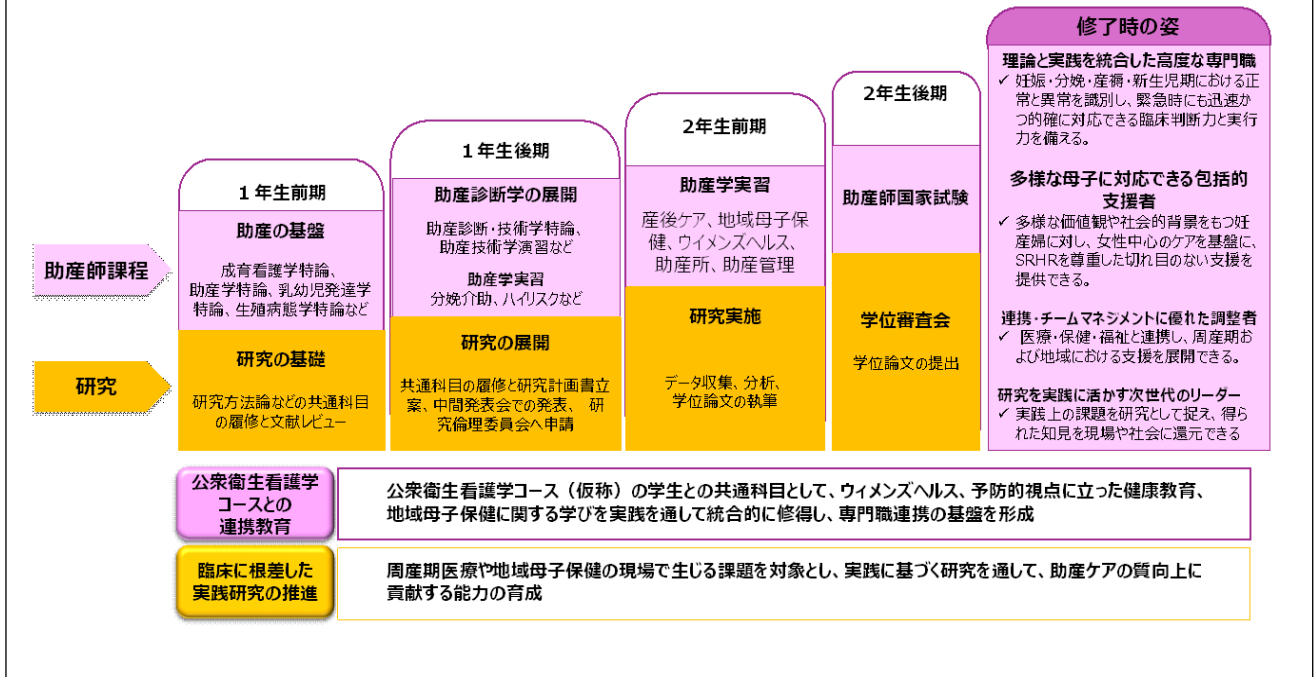 助産師課程
研究
1年生前期
助産の基盤
成育看護学特論、
助産学特論、乳幼児発達学
特論、生殖病態学特論など
研究の基礎
研究方法論などの共通科目
の履修と文献レビュー
1年生後期
助産診断学の展開
助産診断・技術学特論、
助産技術学演習など
助産学実習
分娩介助、ハイリスクなど
研究の展開
共通科目の履修と研究計画書立
案、中間発表会での発表、 研
究倫理委員会へ申請
2年生前期
助産学実習
産後ケア、地域母子保
健、ウイメンズヘルス、
助産所、助産管理
研究実施
データ収集、分析、
学位論文の執筆
2年生後期
助産師国家試験
学位審査会
学位論文の提出
修了時の姿
理論と実践を統合した高度な専門職
✓ 妊娠・分娩・産褥・新生児期における正
常と異常を識別し、緊急時にも迅速か
つ的確に対応できる臨床判断力と実行
力を備える。
多様な母子に対応できる包括的
支援者
✓ 多様な価値観や社会的背景をもつ妊
産婦に対し、女性中心のケアを基盤に、
SRHRを尊重した切れ目のない支援を
提供できる。
連携・チームマネジメントに優れた調整者
✓ 医療・保健・福祉と連携し、周産期お
よび地域における支援を展開できる。
研究を実践に活かす次世代のリーダー
✓ 実践上の課題を研究として捉え、得ら
れた知見を現場や社会に還元できる
公衆衛生看護学
コースとの
連携教育
公衆衛生看護学コース（仮称）の学生との共通科目として、ウィメンズヘルス、予防的視点に立った健康教育、
地域母子保健に関する学びを実践を通して統合的に修得し、専門職連携の基盤を形成
臨床に根差した
実践研究の推進
周産期医療や地域母子保健の現場で生じる課題を対象とし、実践に基づく研究を通して、助産ケアの質向上に
貢献する能力の育成